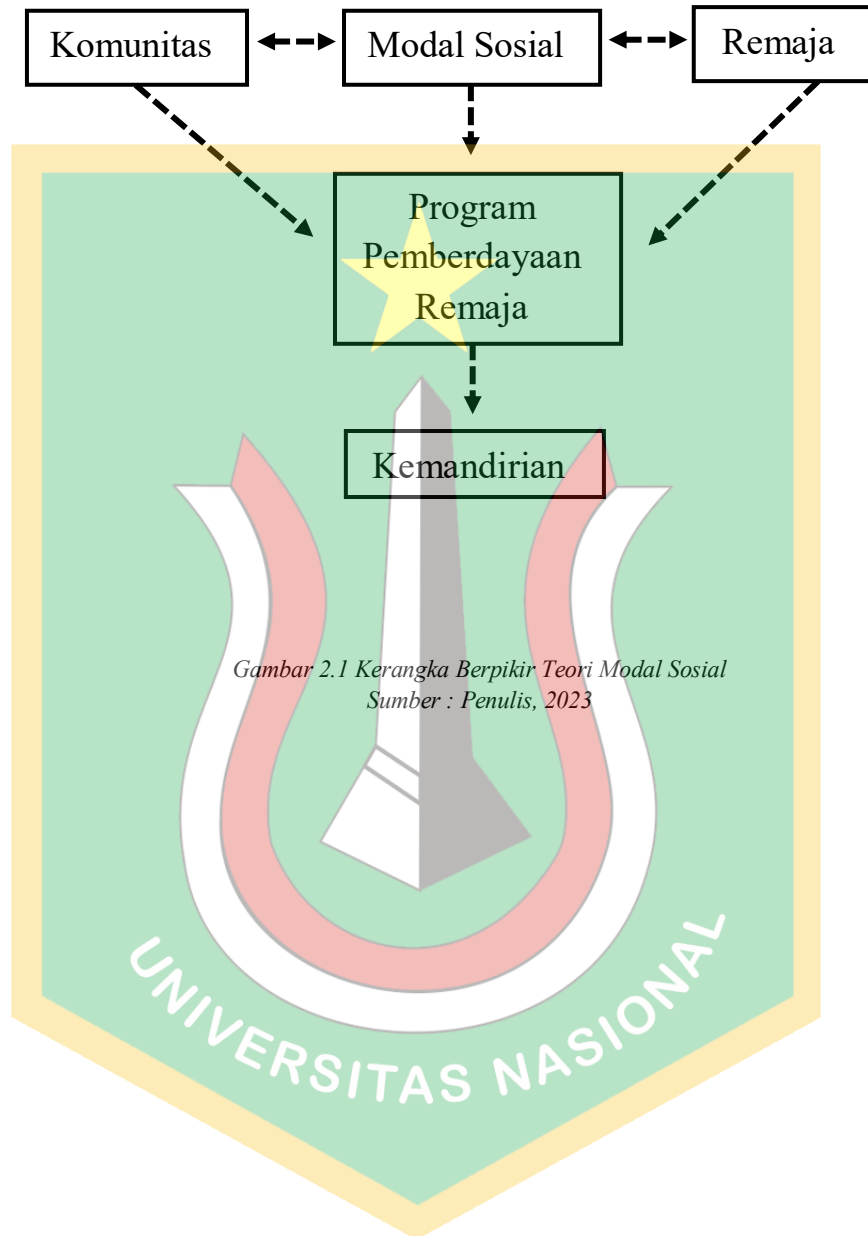 Komunitas
Modal Sosial
Remaja
Program
Pemberdayaan
Remaja
Kemandirian
Gambar 2.1 Kerangka Berpikir Teori Modal Sosial
Sumber : Penulis, 2023
UNIVERSITAS NASIONAL